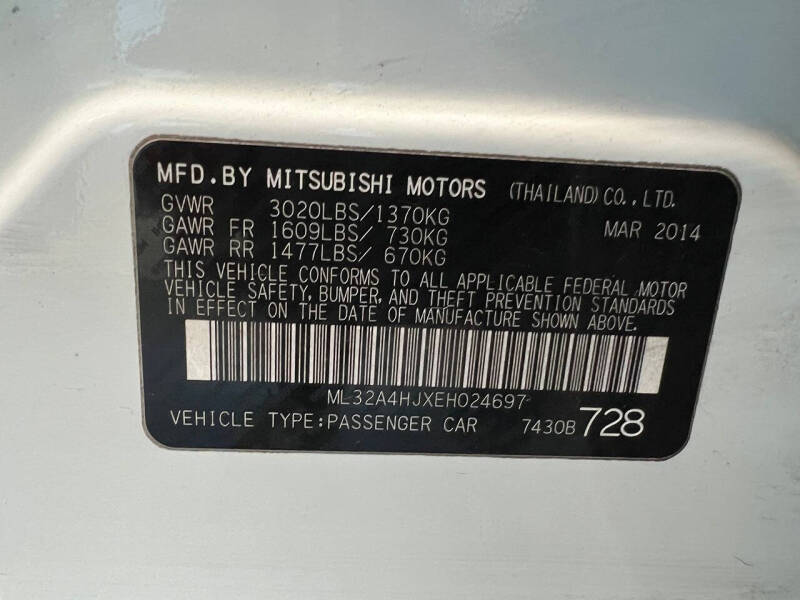 MFD.BY MITSUBISHI MOTORS (THAILAND) CO.,LTD.
GVWR 3020LBS/1370KG MAR 2014
GAWR FR 1609LBS/ 730KG
GAWR RR 1477LBS/ 670KG
THIS VEHICLE CONFORMS TO ALL APPLICABLE FEDERAL MOTOR
VEHICLE SAFETY, BUMPER, AND THEFT PREVENTION STANDARDS
IN EFFECT ON THE DATE OF MANUFACTURE SHOWN ABOVE.
ML32A4HJXEH024697
VEHICLE TYPE:PASSENGER CAR 7430B 728